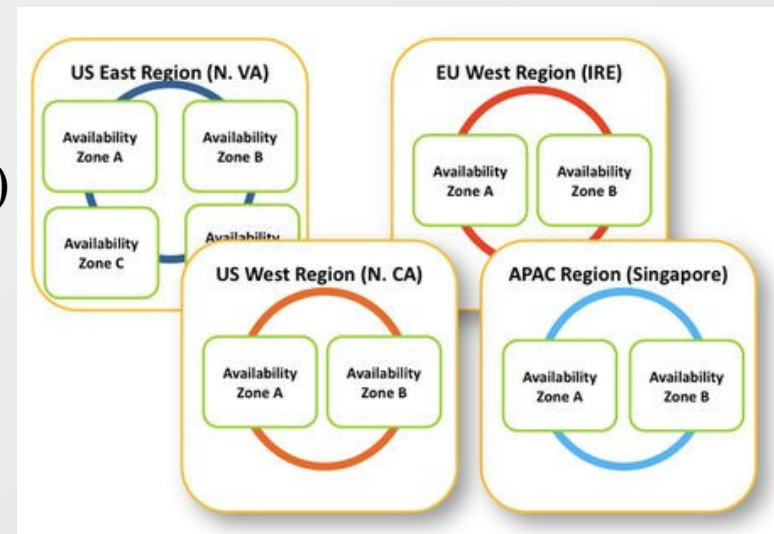 US East Region (N. VA)
Availability
Zone A
Availability
Zone B
Availability
Zone C
Availability
EU West Region (IRE)
Availability
Zone A
Availability
Zone B
US West Region (N. CA)
Availability
Zone A
Availability
Zone B
APAC Region (Singapore)
Availability
Zone A
Availability
Zone B
)